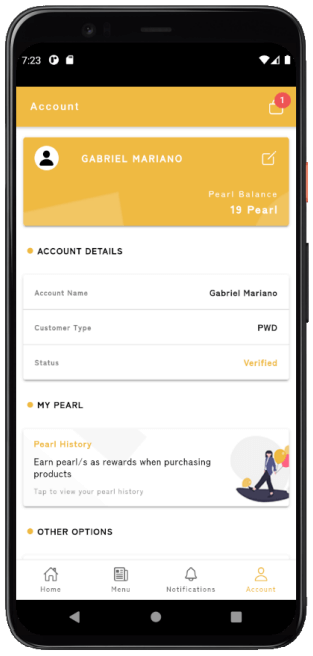 7:23
Account
1
GABRIEL MARIANO
Pearl Balance
19 Pearl
ACCOUNT DETAILS
Account Name Gabriel Mariano
Customer Type PWD
Status Verified
MY PEARL
Pearl History
Earn pearl/s as rewards when purchasing
products
Tap to view your pearl history
OTHER OPTIONS
Home Menu Notifications Account